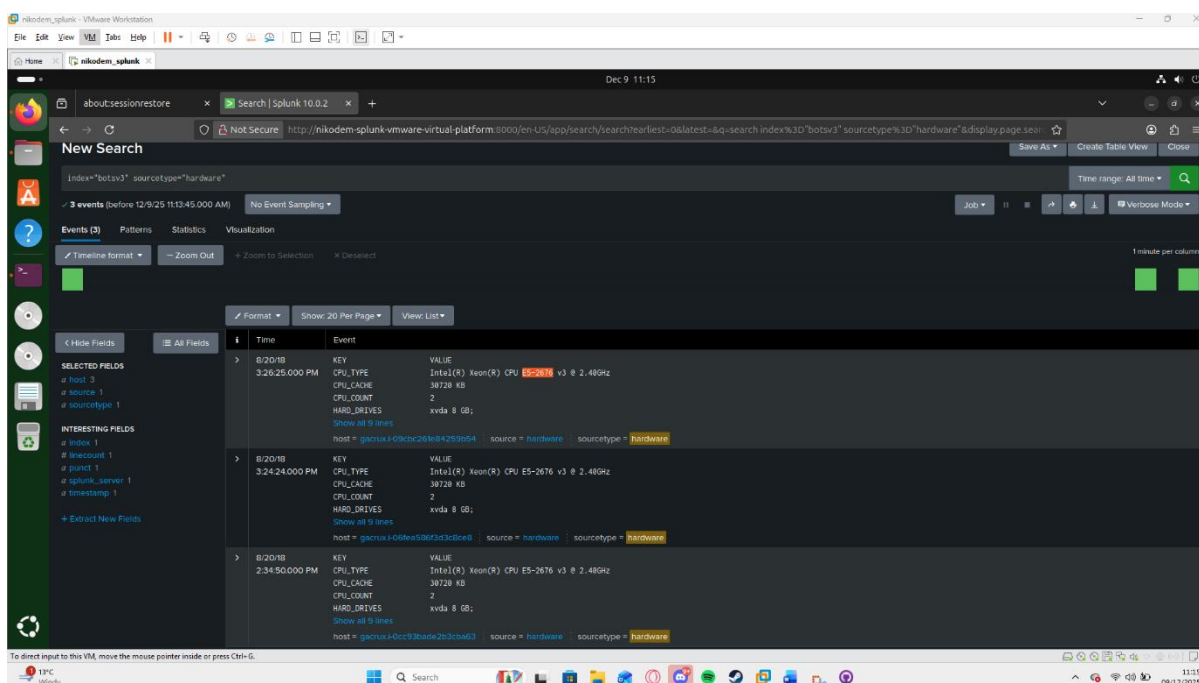 nikodem_splunk - VMware Workstation
File Edit View VM Tabs Help
Home nikodem_splunk
Dec 9 11:15
about:sessionrestore Search | Splunk 10.0.2
Not Secure http://nikodem-splunk-vmware-virtual-platform:8000/en-US/app/search/search?earliest=0&latest=&q=search index%3D"botsv3" sourcetype%3D"hardware"&display.page.sear
New Search Save As Create Table View Close
index="botsv3" sourcetype="hardware" Time range: All time
3 events (before 12/9/25 11:13:45.000 AM) No Event Sampling Job Verbose Mode
Events (3) Patterns Statistics Visualization
Timeline format - Zoom Out + Zoom to Selection × Deselect 1 minute per column
Format Show: 20 Per Page View: List
< Hide Fields All Fields i Time Event
SELECTED FIELDS
a host 3
a source 1
a sourcetype 1
INTERESTING FIELDS
a index 1
# linecount 1
a punct 1
a splunk_server 1
a timestamp 1
+ Extract New Fields
8/20/18 KEY VALUE
3:26:25.000 PM CPU_TYPE Intel(R) Xeon(R) CPU E5-2676 v3 @ 2.40GHz
CPU_CACHE 30720 KB
CPU_COUNT 2
HARD_DRIVES xvda 8 GB;
Show all 9 lines
host = gacrux.i-09cbc261e84259b54 source = hardware sourcetype = hardware
8/20/18 KEY VALUE
3:24:24.000 PM CPU_TYPE Intel(R) Xeon(R) CPU E5-2676 v3 @ 2.40GHz
CPU_CACHE 30720 KB
CPU_COUNT 2
HARD_DRIVES xvda 8 GB;
Show all 9 lines
host = gacrux.i-06fea586f3d3c8ce8 source = hardware sourcetype = hardware
8/20/18 KEY VALUE
2:34:50.000 PM CPU_TYPE Intel(R) Xeon(R) CPU E5-2676 v3 @ 2.40GHz
CPU_CACHE 30720 KB
CPU_COUNT 2
HARD_DRIVES xvda 8 GB;
Show all 9 lines
host = gacrux.i-0cc93bade2b3cba63 source = hardware sourcetype = hardware
To direct input to this VM, move the mouse pointer inside or press Ctrl+G.
13°C
Windy
Search
09/12/2025